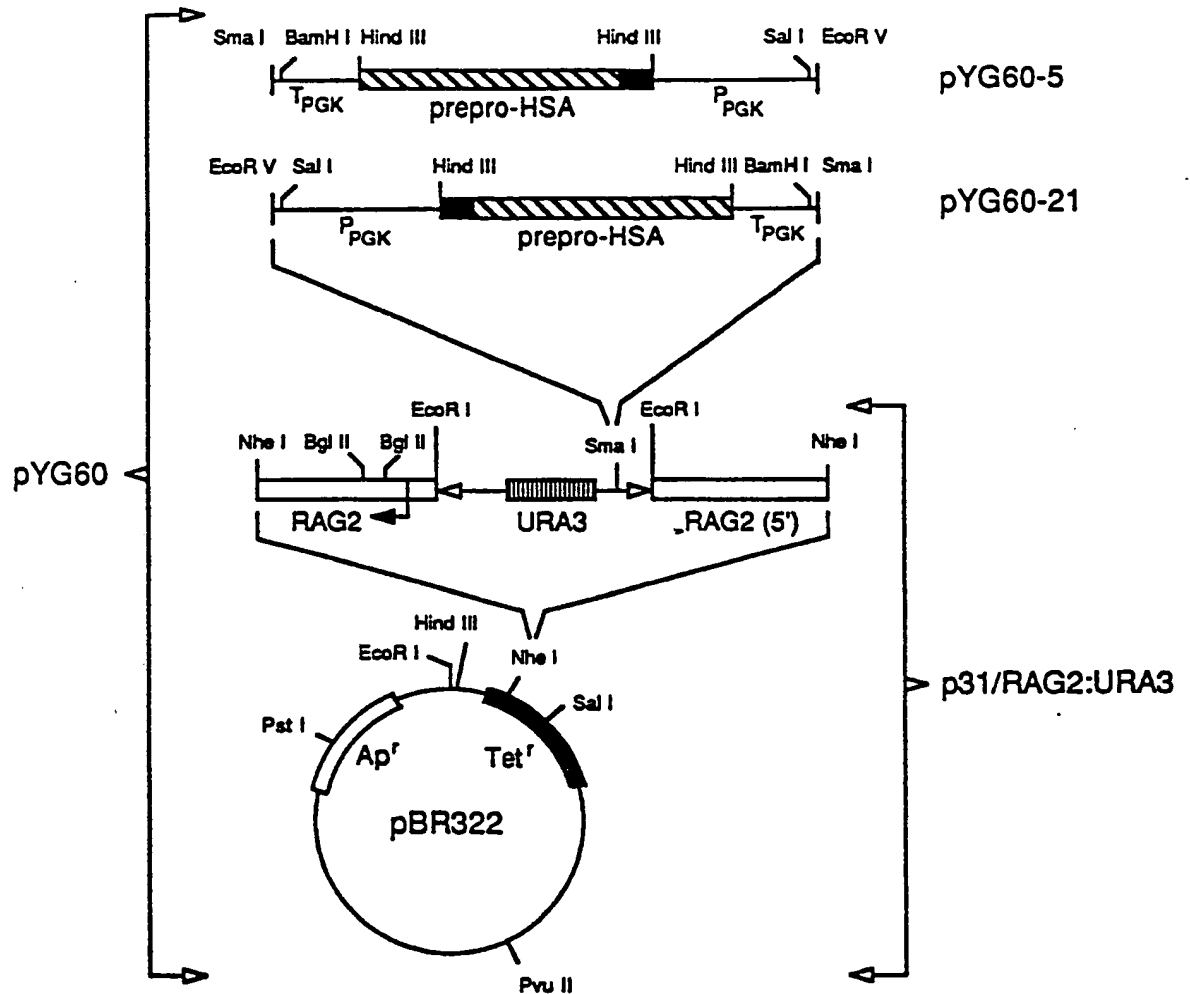 Sma I BamH I Hind III Hind III Sal I EcoR V
pYG60-5
T PGK prepro-HSA P PGK
EcoR V Sal I Hind III Hind III BamH I Sma I
pYG60-21
P PGK prepro-HSA T PGK
EcoR I EcoR I
Nhe I Bgl II Bgl II Sma I Nhe I
pYG60
RAG2 URA3 RAG2 (5')
Hind III
EcoR I Nhe I
p31/RAG2:URA3
Pst I Sal I
Ap r Tet r
pBR322
Pvu II